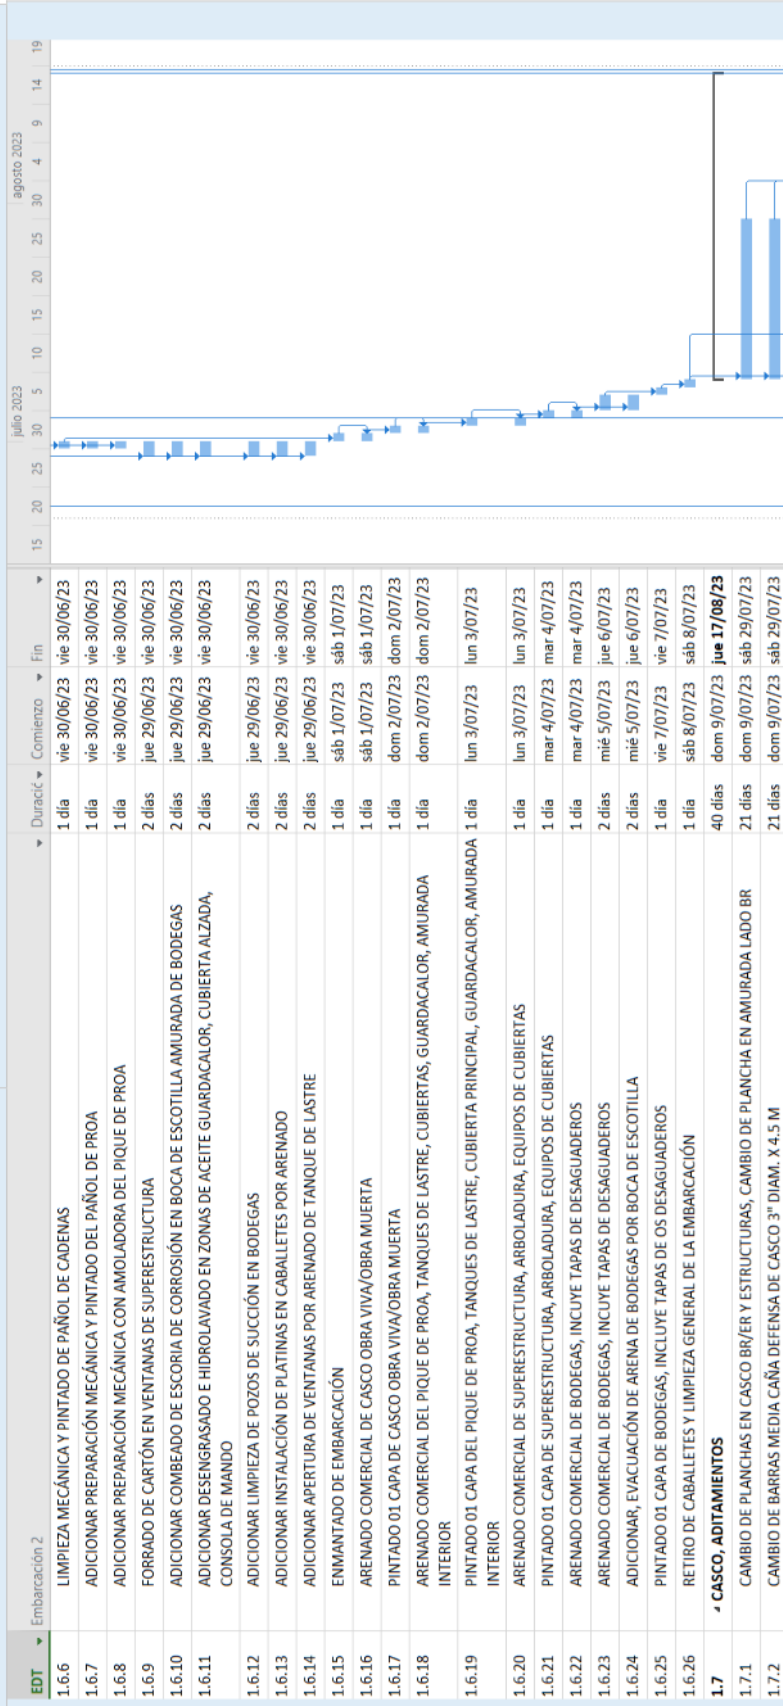 EDT Embarcación 2 Duració Comienzo Fin
julio 2023 agosto 2023
15 20 25 30 5 10 15 20 25 30 4 9 14 19
1.6.6 LIMPIEZA MECÁNICA Y PINTADO DE PAÑOL DE CADENAS 1 día vie 30/06/23 vie 30/06/23
1.6.7 ADICIONAR PREPARACIÓN MECÁNICA Y PINTADO DEL PAÑOL DE PROA 1 día vie 30/06/23 vie 30/06/23
1.6.8 ADICIONAR PREPARACIÓN MECÁNICA CON AMOLADORA DEL PIQUE DE PROA 1 día vie 30/06/23 vie 30/06/23
1.6.9 FORRADO DE CARTÓN EN VENTANAS DE SUPERESTRUCTURA 2 días jue 29/06/23 vie 30/06/23
1.6.10 ADICIONAR COMBEADO DE ESCORIA DE CORROSIÓN EN BOCA DE ESCOTILLA AMURADA DE BODEGAS 2 días jue 29/06/23 vie 30/06/23
1.6.11 ADICIONAR DESENGRASADO E HIDROLAVADO EN ZONAS DE ACEITE GUARDACALOR, CUBIERTA ALZADA, 2 días jue 29/06/23 vie 30/06/23
CONSOLA DE MANDO
1.6.12 ADICIONAR LIMPIEZA DE POZOS DE SUCCIÓN EN BODEGAS 2 días jue 29/06/23 vie 30/06/23
1.6.13 ADICIONAR INSTALACIÓN DE PLATINAS EN CABALLETES POR ARENADO 2 días jue 29/06/23 vie 30/06/23
1.6.14 ADICIONAR APERTURA DE VENTANAS POR ARENADO DE TANQUE DE LASTRE 2 días jue 29/06/23 vie 30/06/23
1.6.15 ENMANTADO DE EMBARCACIÓN 1 día sáb 1/07/23 sáb 1/07/23
1.6.16 ARENADO COMERCIAL DE CASCO OBRA VIVA/OBRA MUERTA 1 día sáb 1/07/23 sáb 1/07/23
1.6.17 PINTADO 01 CAPA DE CASCO OBRA VIVA/OBRA MUERTA 1 día dom 2/07/23 dom 2/07/23
1.6.18 ARENADO COMERCIAL DEL PIQUE DE PROA, TANQUES DE LASTRE, CUBIERTAS, GUARDACALOR, AMURADA 1 día dom 2/07/23 dom 2/07/23
INTERIOR
1.6.19 PINTADO 01 CAPA DEL PIQUE DE PROA, TANQUES DE LASTRE, CUBIERTA PRINCIPAL, GUARDACALOR, AMURADA 1 día lun 3/07/23 lun 3/07/23
INTERIOR
1.6.20 ARENADO COMERCIAL DE SUPERESTRUCTURA, ARBOLADURA, EQUIPOS DE CUBIERTAS 1 día lun 3/07/23 lun 3/07/23
1.6.21 PINTADO 01 CAPA DE SUPERESTRUCTURA, ARBOLADURA, EQUIPOS DE CUBIERTAS 1 día mar 4/07/23 mar 4/07/23
1.6.22 ARENADO COMERCIAL DE BODEGAS, INCUYE TAPAS DE DESAGUADEROS 1 día mar 4/07/23 mar 4/07/23
1.6.23 ARENADO COMERCIAL DE BODEGAS, INCUYE TAPAS DE DESAGUADEROS 2 días mié 5/07/23 jue 6/07/23
1.6.24 ADICIONAR, EVACUACIÓN DE ARENA DE BODEGAS POR BOCA DE ESCOTILLA 2 días mié 5/07/23 jue 6/07/23
1.6.25 PINTADO 01 CAPA DE BODEGAS, INCLUYE TAPAS DE OS DESAGUADEROS 1 día vie 7/07/23 vie 7/07/23
1.6.26 RETIRO DE CABALLETES Y LIMPIEZA GENERAL DE LA EMBARCACIÓN 1 día sáb 8/07/23 sáb 8/07/23
1.7 CASCO, ADITAMIENTOS 40 días dom 9/07/23 jue 17/08/23
1.7.1 CAMBIO DE PLANCHAS EN CASCO BR/ER Y ESTRUCTURAS, CAMBIO DE PLANCHA EN AMURADA LADO BR 21 días dom 9/07/23 sáb 29/07/23
1.7.2 CAMBIO DE BARRAS MEDIA CAÑA DEFENSA DE CASCO 3" DIAM. X 4.5 M 21 días dom 9/07/23 sáb 29/07/23